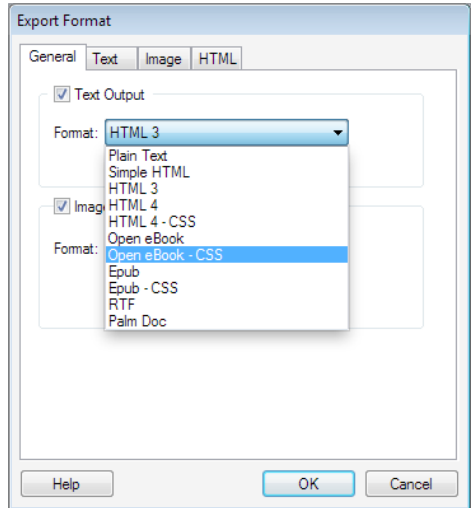 Export Format
General Text Image HTML
Text Output
Format: HTML 3
Plain Text
Simple HTML
HTML 3
Imag HTML 4
HTML 4 - CSS
Open eBook
Format: Open eBook - CSS
Epub
Epub - CSS
RTF
Palm Doc
Help OK Cancel